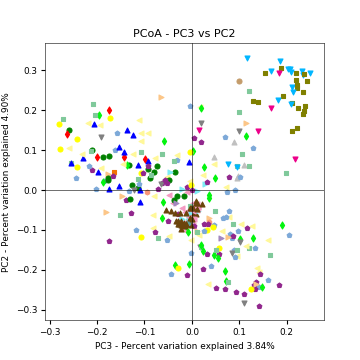 PCoA - PC3 vs PC2
0.3
0.2
0.1
0.0
−0.1
−0.2
−0.3
PC2 - Percent variation explained 4.90%
−0.3 −0.2 −0.1 0.0 0.1 0.2
PC3 - Percent variation explained 3.84%